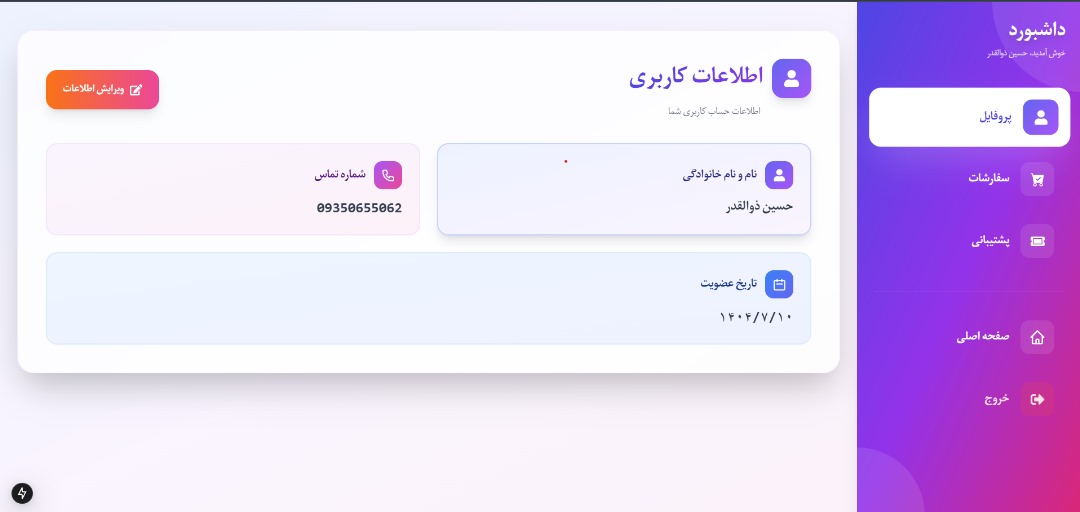 داشبورد
خوش آمدید، حسین ذوالقدر
پروفایل
سفارشات
پشتیبانی
صفحه اصلی
خروج
اطلاعات کاربری
اطلاعات حساب کاربری شما
ویرایش اطلاعات
نام و نام خانوادگی
حسین ذوالقدر
شماره تماس
09350655062
تاریخ عضویت
۱۴۰۴/۷/۱۰